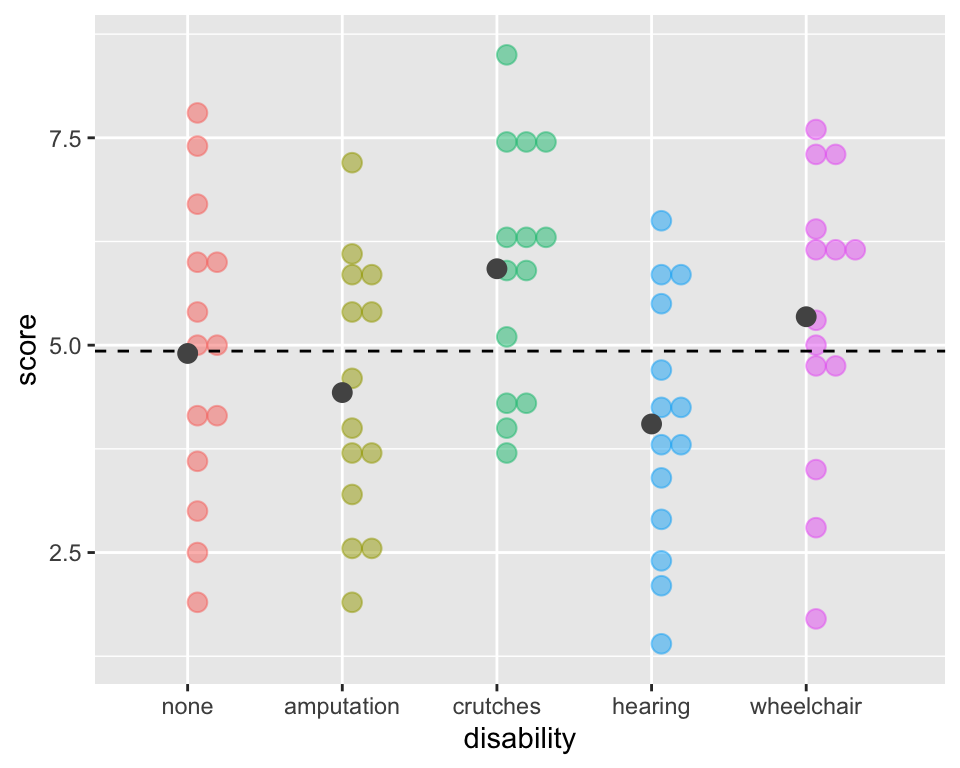 7.5
5.0
2.5
score
none amputation crutches hearing wheelchair
disability